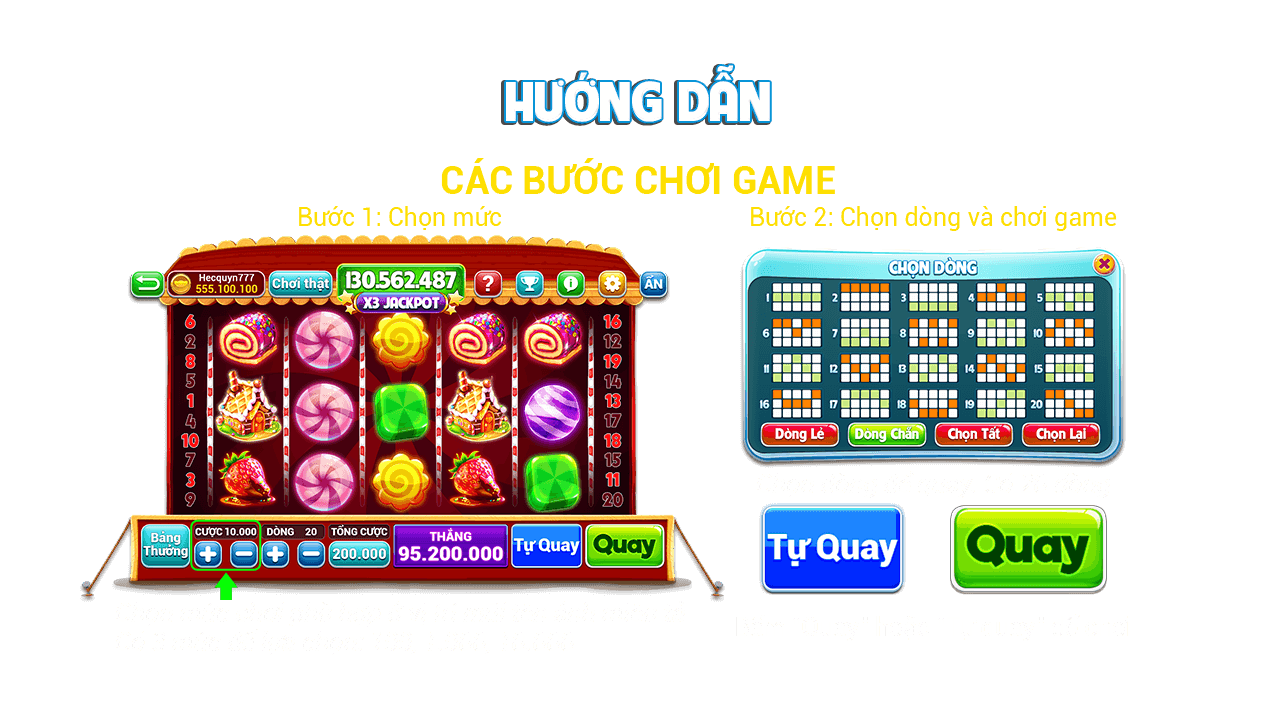 HƯỚNG DẪN
CÁC BƯỚC CHƠI GAME
Bước 1: Chọn mức
Bước 2: Chọn dòng và chơi game
Hecquyn777
555.100.100
Chơi thật
130.562.487
X3 JACKPOT
?
i
ẨN
6 16
2 12
8 19
5 14
1 13
4 17
10 18
7 15
3 11
9 20
Bảng
Thưởng
CƯỢC 10.000
DÒNG 20
TỔNG CƯỢC
200.000
THẮNG
95.200.000
Tự Quay
Quay
CHỌN DÒNG
1 2 3 4 5
6 7 8 9 10
11 12 13 14 15
16 17 18 19 20
Dòng Lẻ
Dòng Chẵn
Chọn Tất
Chọn Lại
Tự Quay
Quay